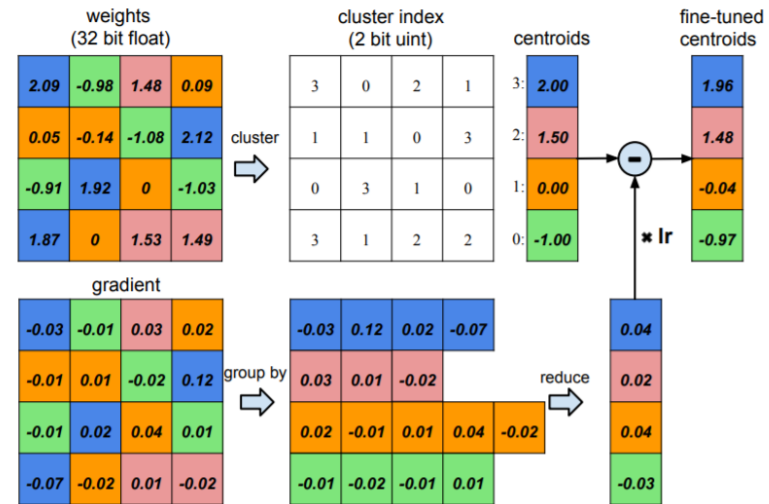 weights
(32 bit float)
cluster index
(2 bit uint)
centroids
fine-tuned
centroids
2.09 -0.98 1.48 0.09
3 0 2 1
3: 2.00
1.96
0.05 -0.14 -1.08 2.12
cluster
1 1 0 3
2: 1.50
-
1.48
-0.91 1.92 0 -1.03
0 3 1 0
1: 0.00
-0.04
1.87 0 1.53 1.49
3 1 2 2
0: -1.00
× lr
-0.97
gradient
-0.03 -0.01 0.03 0.02
-0.03 0.12 0.02 -0.07
0.04
-0.01 0.01 -0.02 0.12
group by
0.03 0.01 -0.02
reduce
0.02
-0.01 0.02 0.04 0.01
0.02 -0.01 0.01 0.04 -0.02
0.04
-0.07 -0.02 0.01 -0.02
-0.01 -0.02 -0.01 0.01
-0.03